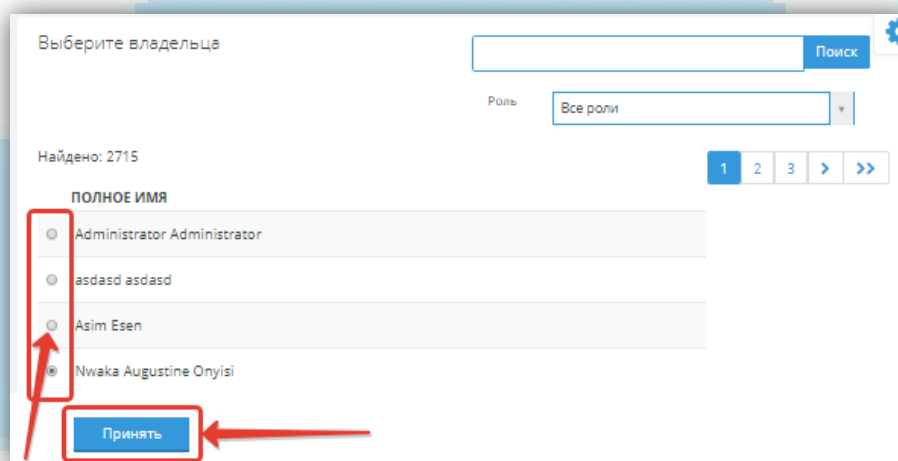 Выберите владельца
Поиск
Роль
Все роли
Найдено: 2715
1 2 3 > >>
ПОЛНОЕ ИМЯ
Administrator Administrator
asdasd asdasd
Asim Esen
Nwaka Augustine Onyisi
Принять